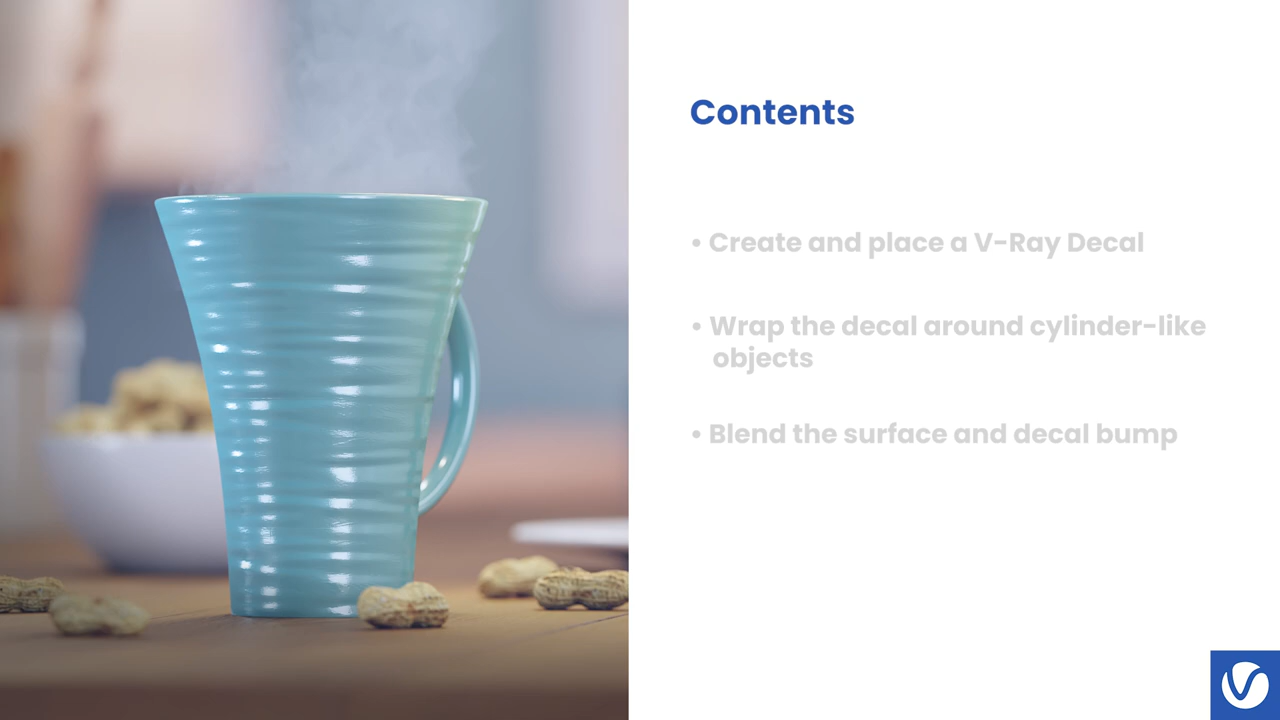 Contents
• Create and place a V-Ray Decal
• Wrap the decal around cylinder-like
objects
• Blend the surface and decal bump